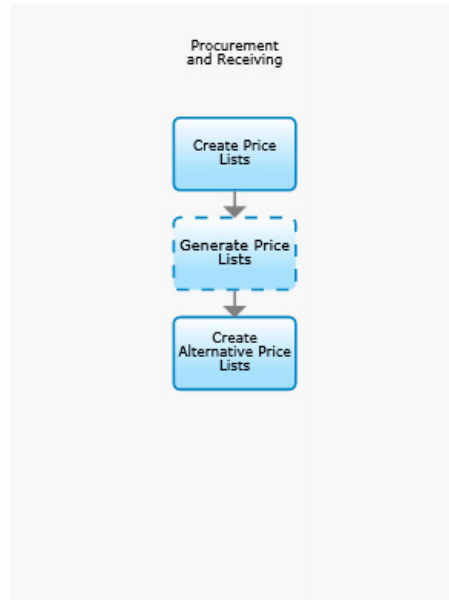 Procurement
and Receiving
Create Price
Lists
Generate Price
Lists
Create
Alternative Price
Lists